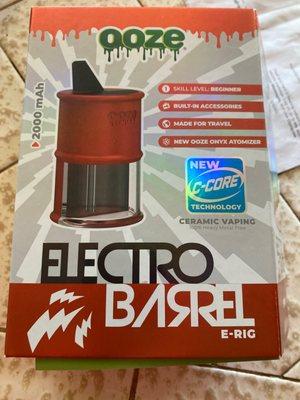 ooze
SKILL LEVEL: BEGINNER
BUILT-IN ACCESSORIES
MADE FOR TRAVEL
NEW OOZE ONYX ATOMIZER
2000 mAh
NEW
C-CORE
TECHNOLOGY
CERAMIC VAPING
100% Heavy Metal Free
ELECTRO
BARREL
E-RIG